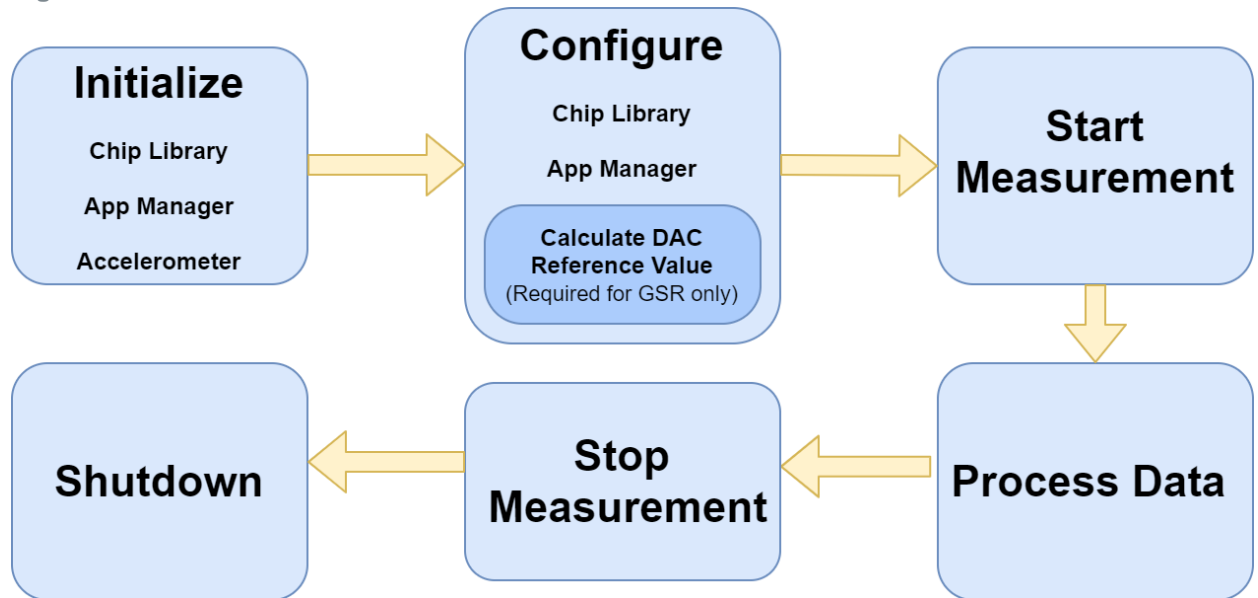 Initialize
Chip Library
App Manager
Accelerometer
Configure
Chip Library
App Manager
Calculate DAC
Reference Value
(Required for GSR only)
Start
Measurement
Process Data
Stop
Measurement
Shutdown